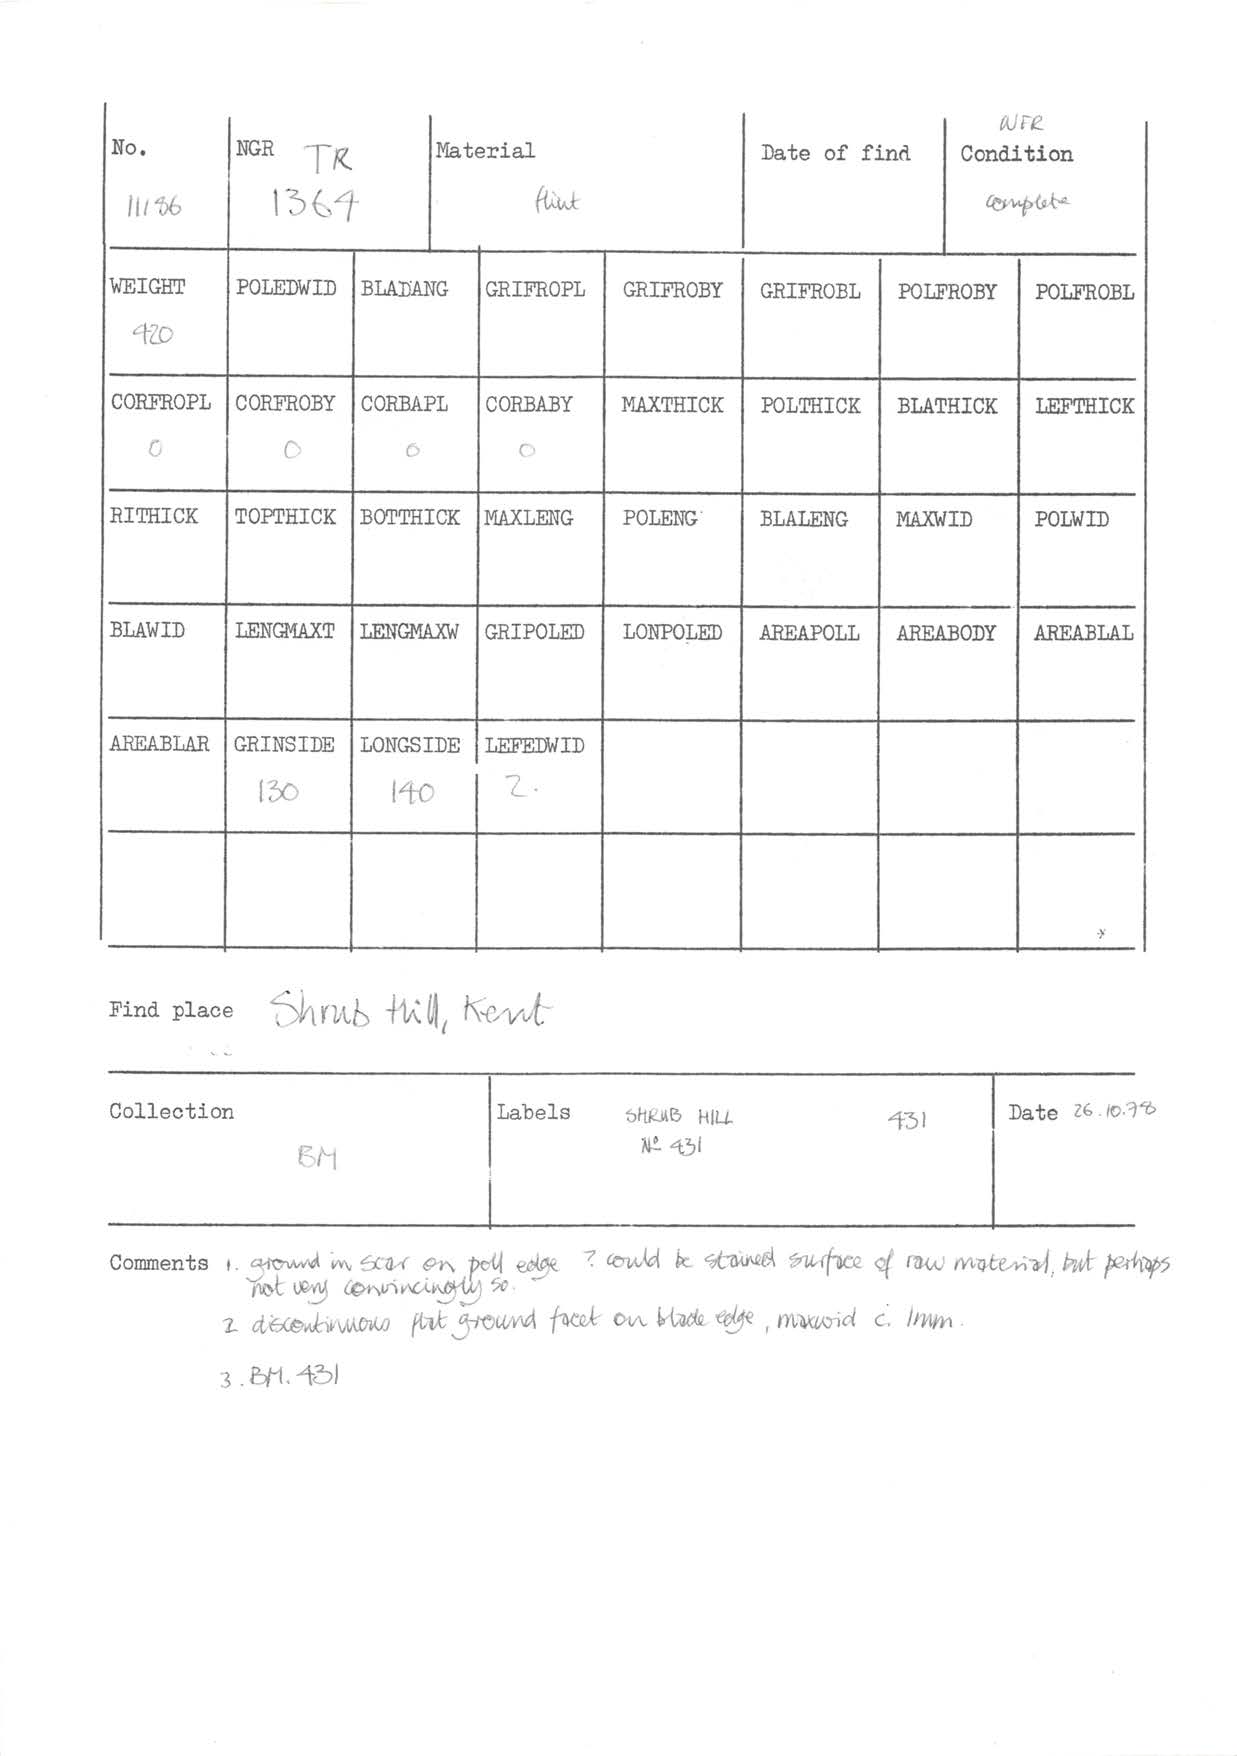 WFR
No. NGR TR Material Date of find Condition
11186 1364 flint complete
WEIGHT POLEDWID BLADANG GRIFROPL GRIFROBY GRIFROBL POLFROBY POLFROBL
420
CORFROPL CORFROBY CORBAPL CORBABY MAXTHICK POLTHICK BLATHICK LEFTHICK
0 0 0 0
RITHICK TOPTHICK BOTTHICK MAXLENG POLENG BLALENG MAXWID POLWID
BLAWID LENGMAXT LENGMAXW GRIPOLED LONPOLED AREAPOLL AREABODY AREABLAL
AREABLAR GRINSIDE LONGSIDE LEFEDWID
130 140 2.
Find place Shrub Hill, Kent
Collection Labels SHRUB HILL 431 Date 26.10.78
BM No 431
Comments 1. ground in scar on poll edge ? could be stained surface of raw material, but perhaps
not very convincingly so.
2 discontinuous flat ground facet on blade edge, maxwid c. 1mm.
3. BM. 431